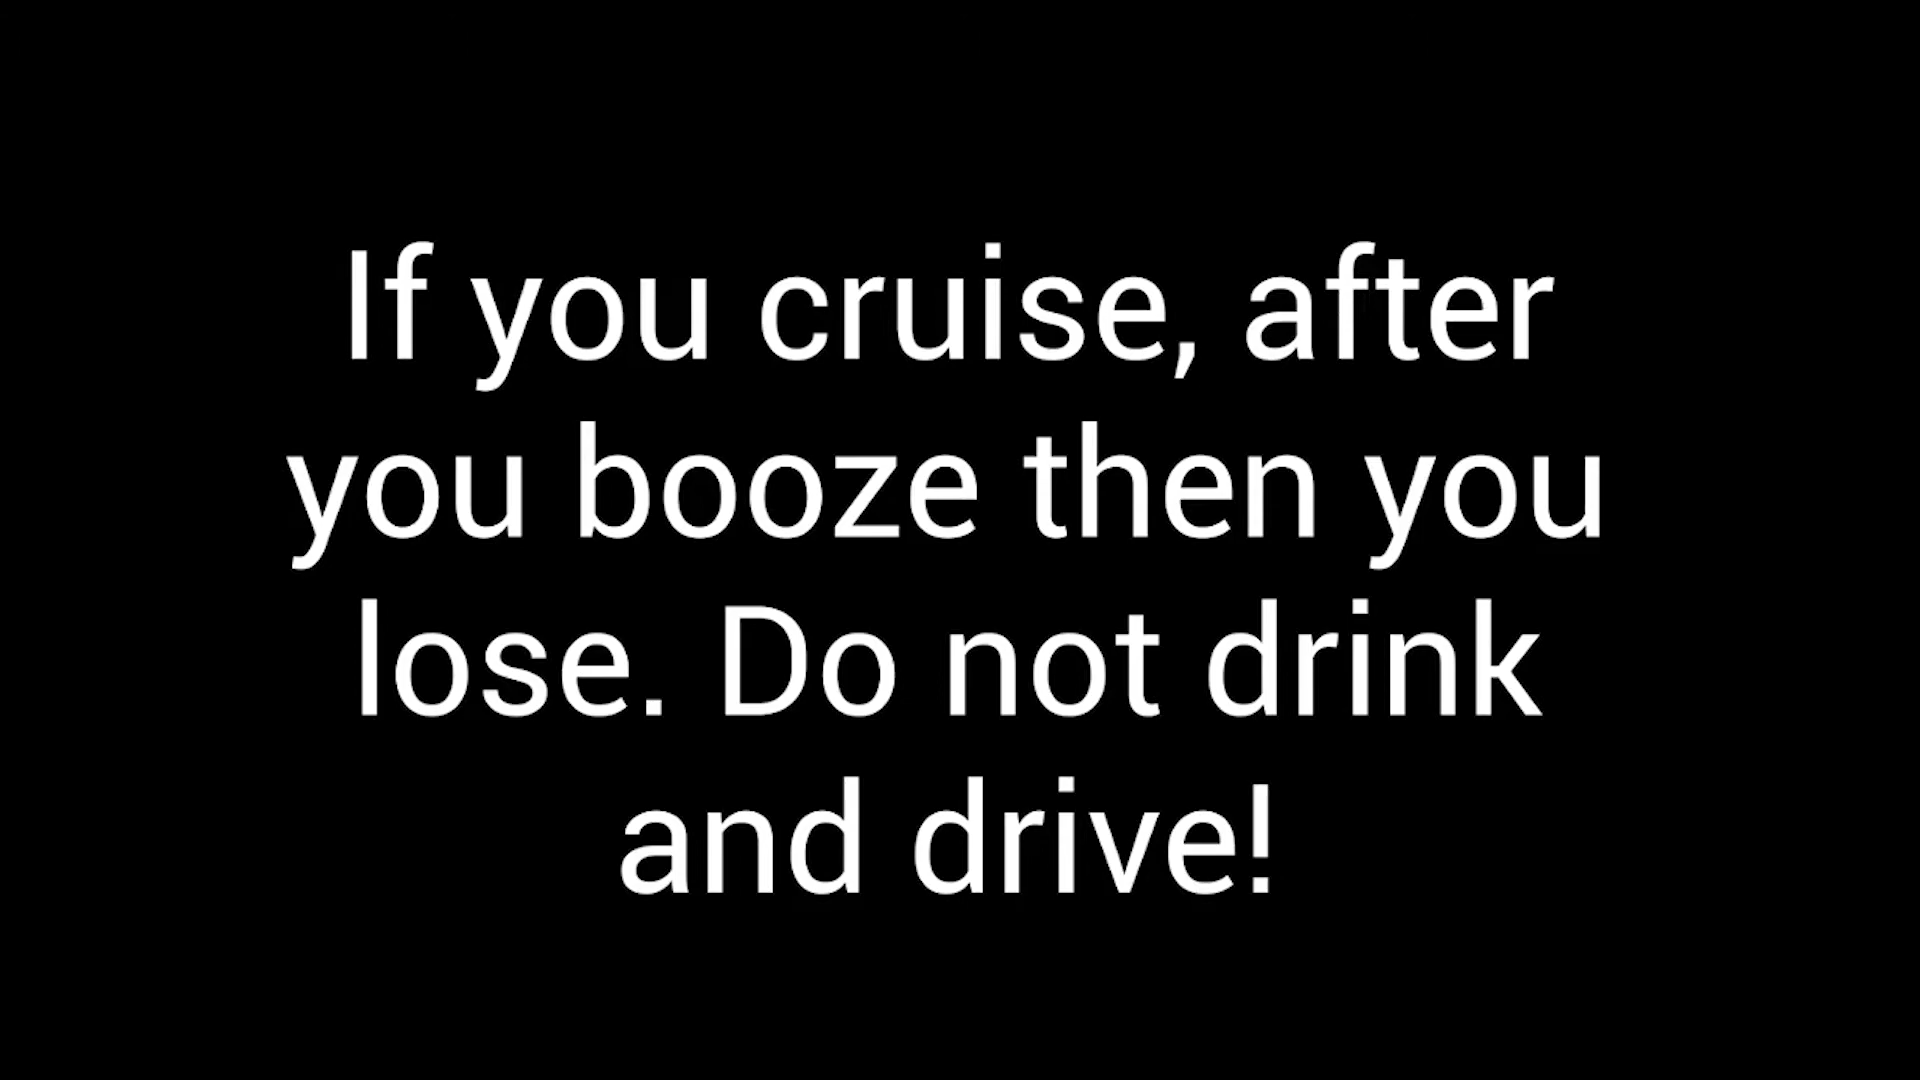 If you cruise, after
you booze then you
lose. Do not drink
and drive!